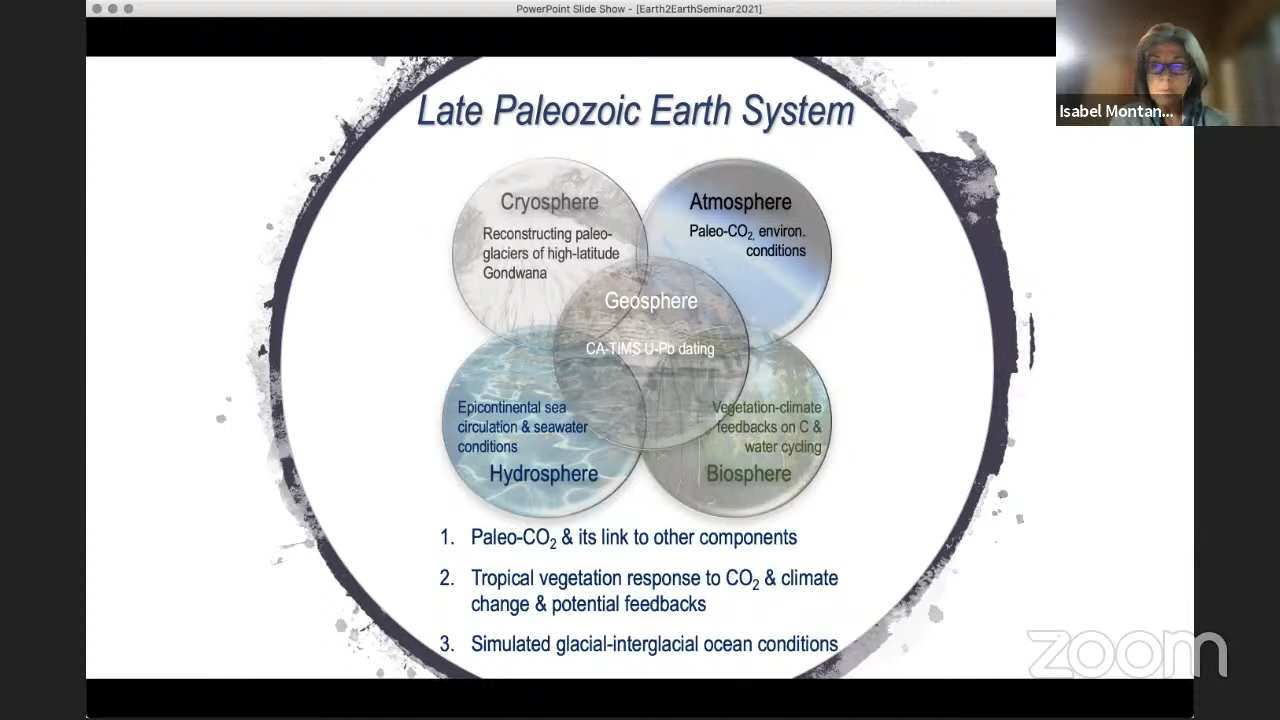 PowerPoint Slide Show - [Earth2EarthSeminar2021]
Isabel Montan...
Late Paleozoic Earth System
Cryosphere
Reconstructing paleo-
glaciers of high-latitude
Gondwana
Atmosphere
Paleo-CO₂, environ.
conditions
Geosphere
CA-TIMS U-Pb dating
Epicontinental sea
circulation & seawater
conditions
Hydrosphere
Vegetation-climate
feedbacks on C &
water cycling
Biosphere
1. Paleo-CO₂ & its link to other components
2. Tropical vegetation response to CO₂ & climate
change & potential feedbacks
3. Simulated glacial-interglacial ocean conditions
zoom